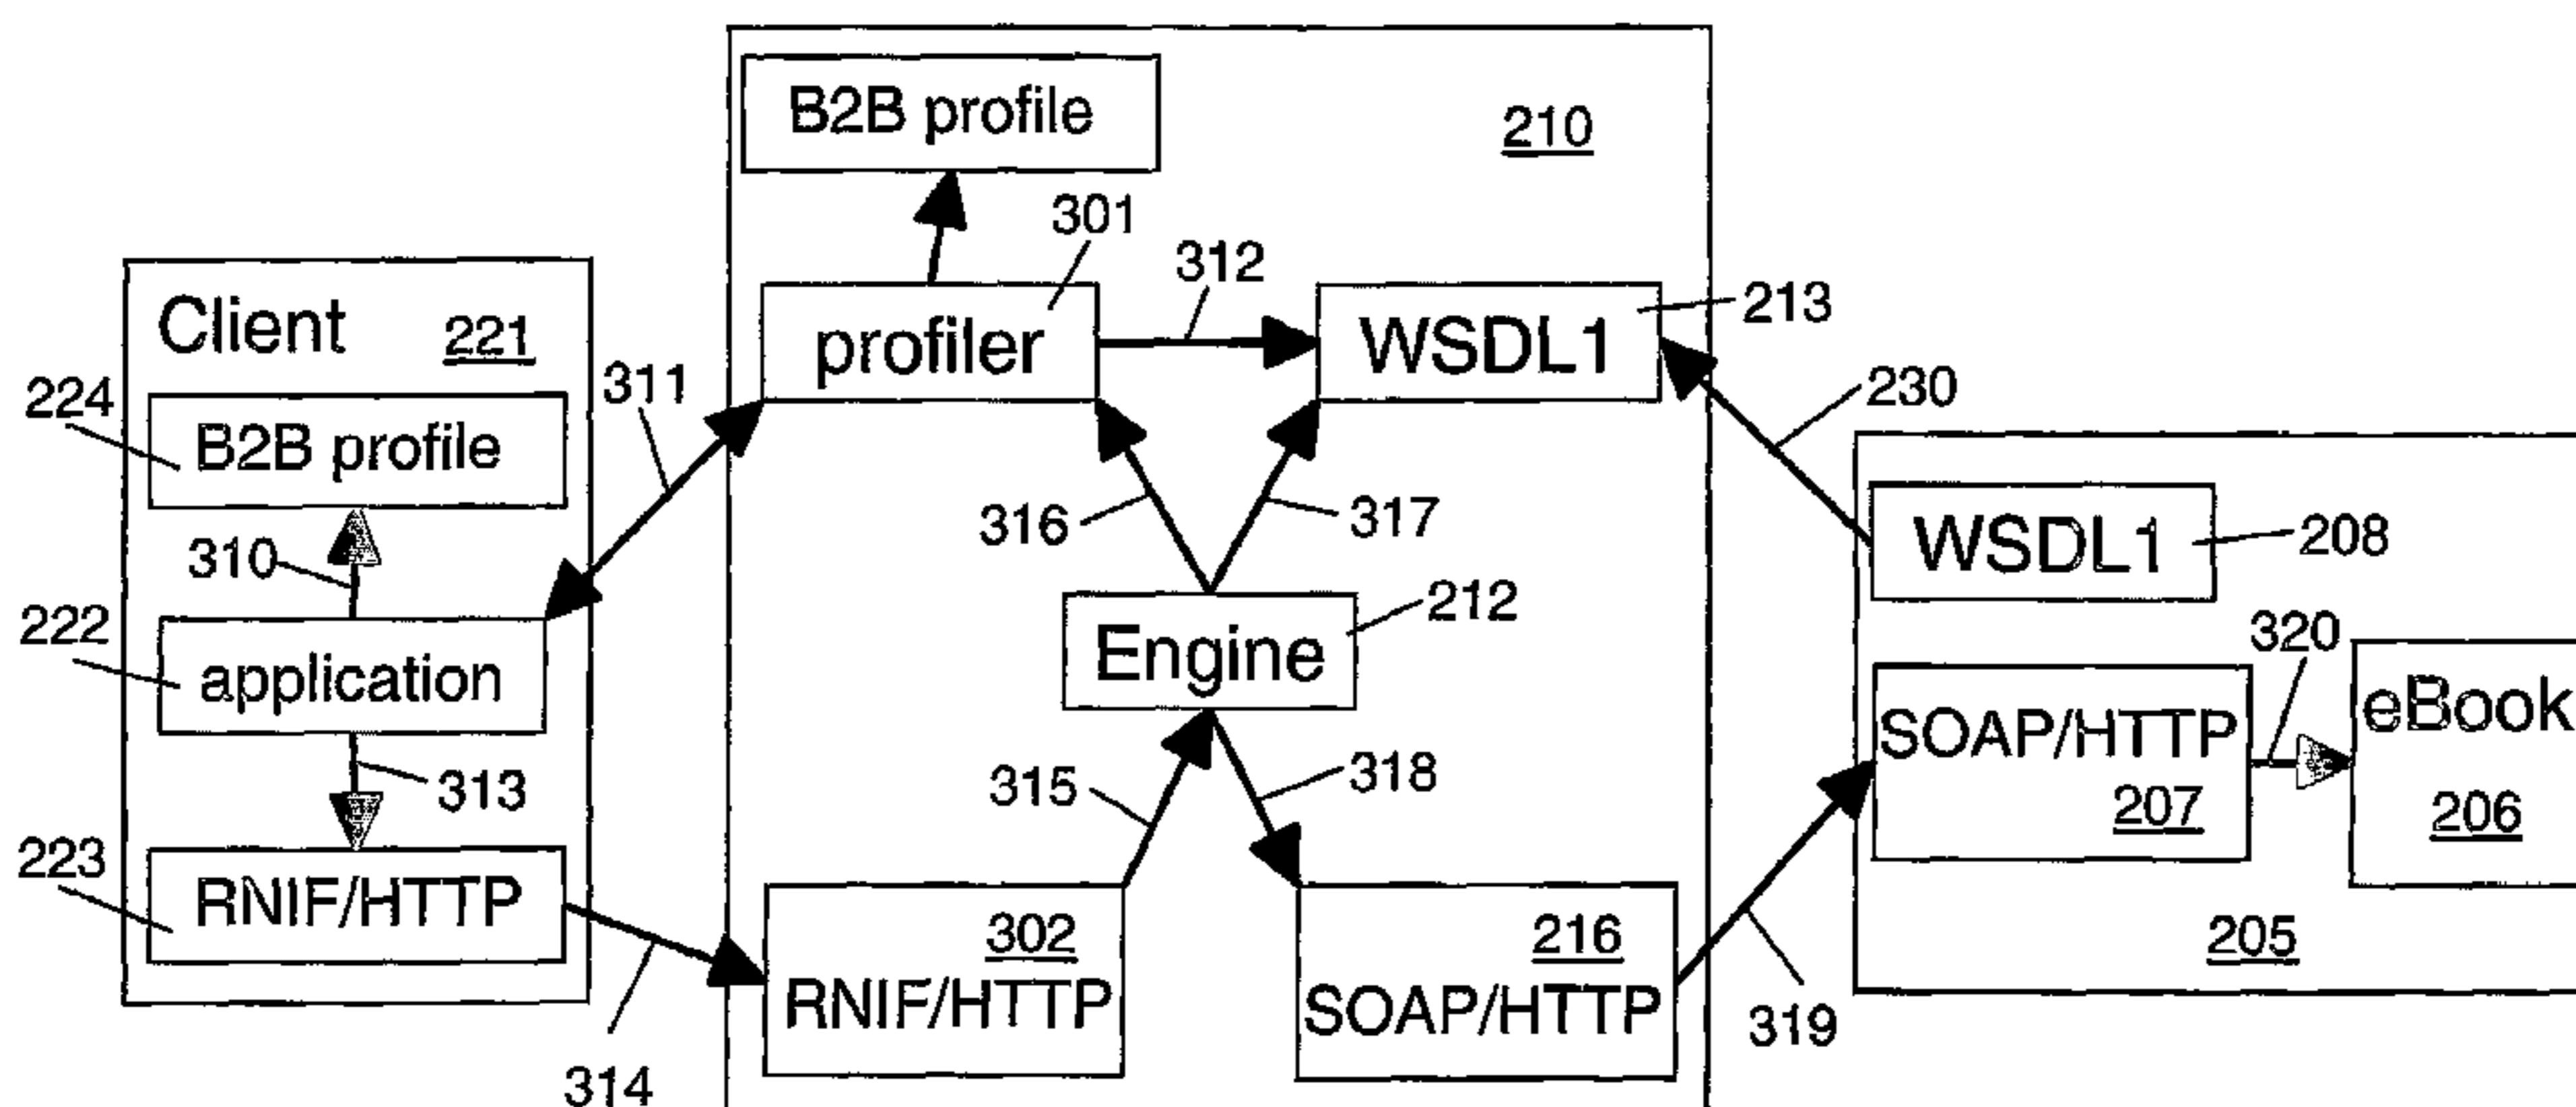 B2B profile
210
301
312
profiler
WSDL1
213
Client
221
224
B2B profile
311
230
310
316
317
WSDL1
208
222
application
Engine
212
320
313
315
318
SOAP/HTTP
207
eBook
206
223
RNIF/HTTP
302
RNIF/HTTP
216
SOAP/HTTP
205
319
314